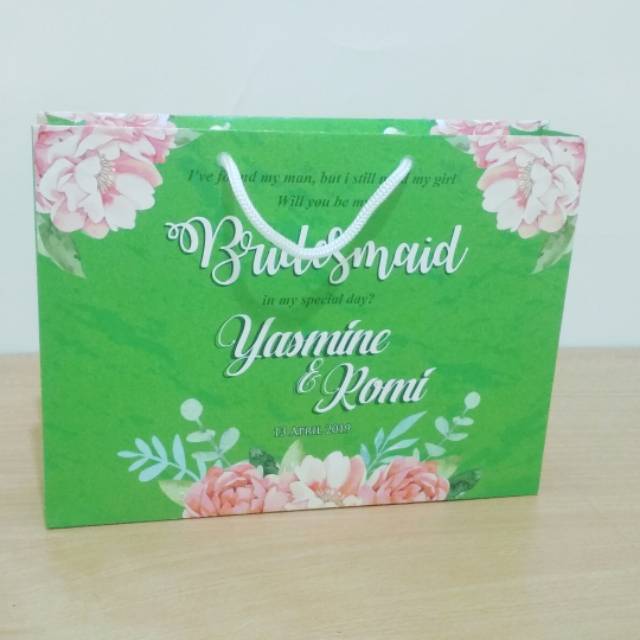 I've found my man, but i still need my girl
Will you be my
Bridesmaid
in my special day?
Yasmine
& Romi
13 APRIL 2019